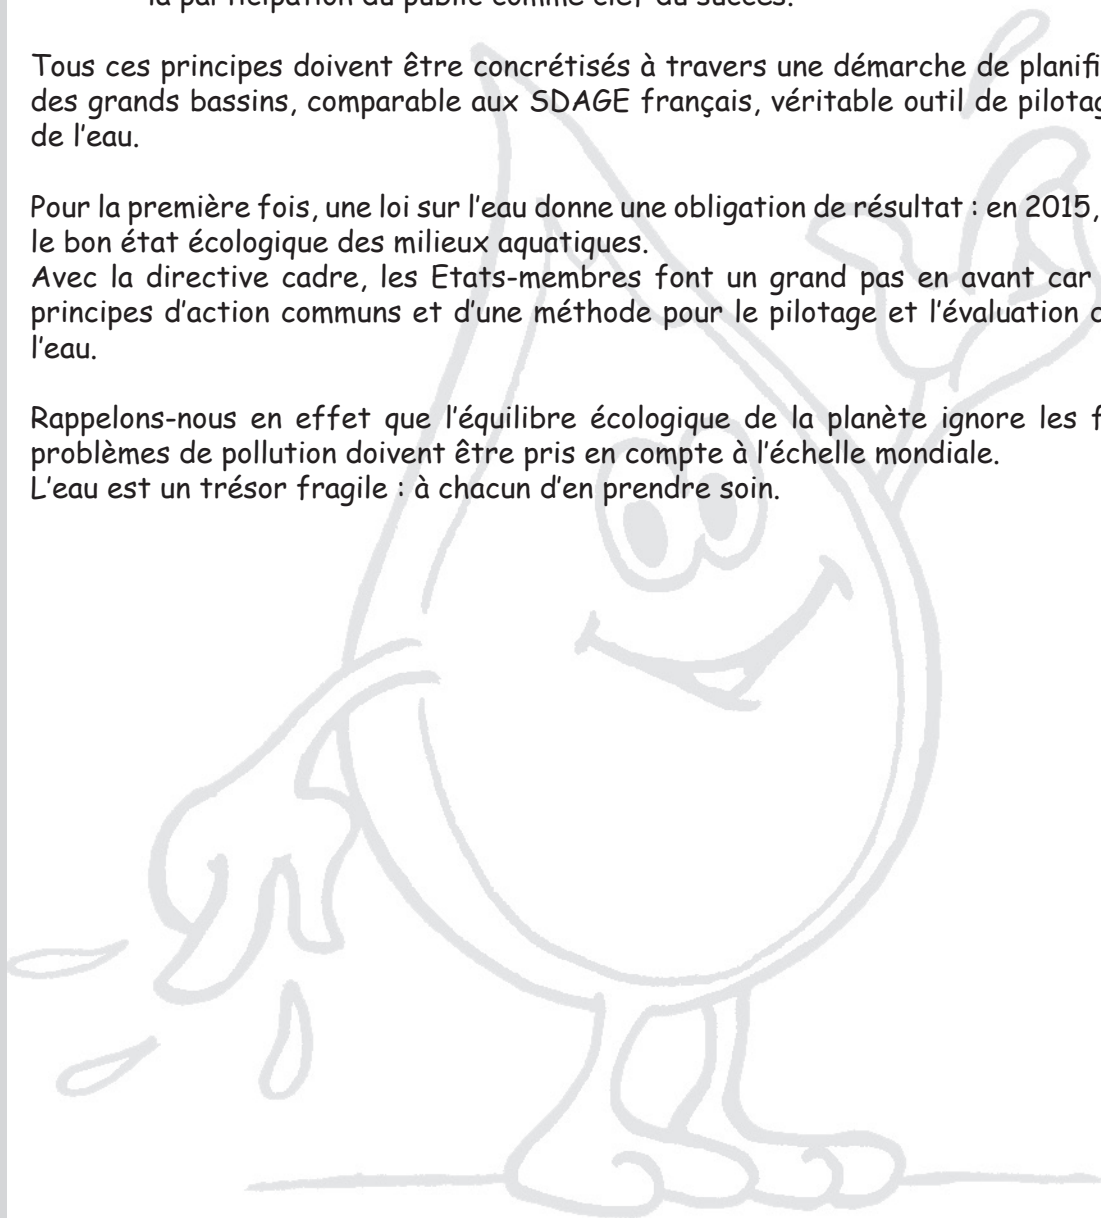 la participation du public comme clef du succès.
Tous ces principes doivent être concrétisés à travers une démarche de
des grands bassins, comparable aux SDAGE français, véritable outil de
de l'eau.
Pour la première fois, une loi sur l'eau donne une obligation de résultat : en 2015,
le bon état écologique des milieux aquatiques.
Avec la directive cadre, les Etats-membres font un grand pas en avant car
principes d'action communs et d'une méthode pour le pilotage et l'évaluation
l'eau.
Rappelons-nous en effet que l'équilibre écologique de la planète ignore les
problèmes de pollution doivent être pris en compte à l'échelle mondiale.
L'eau est un trésor fragile : à chacun d'en prendre soin.